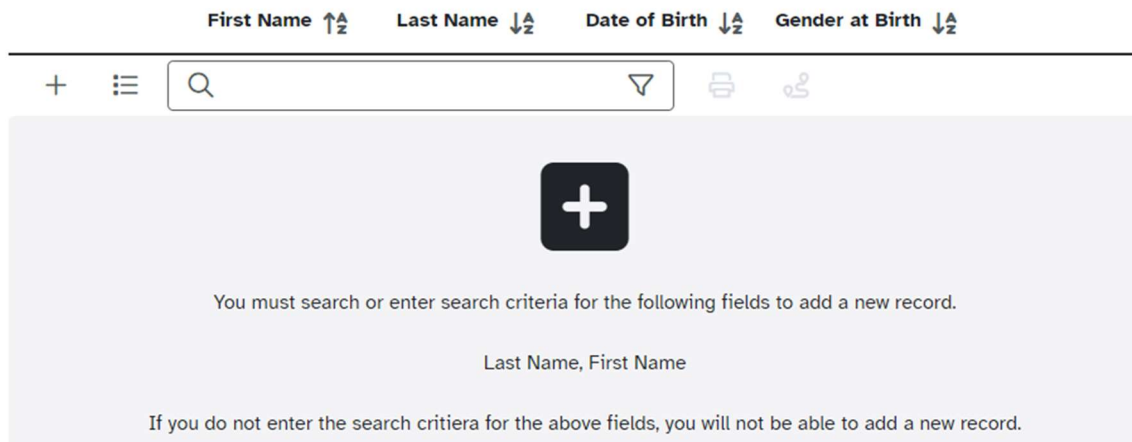 First Name Last Name Date of Birth Gender at Birth
You must search or enter search criteria for the following fields to add a new record.
Last Name, First Name
If you do not enter the search critiera for the above fields, you will not be able to add a new record.